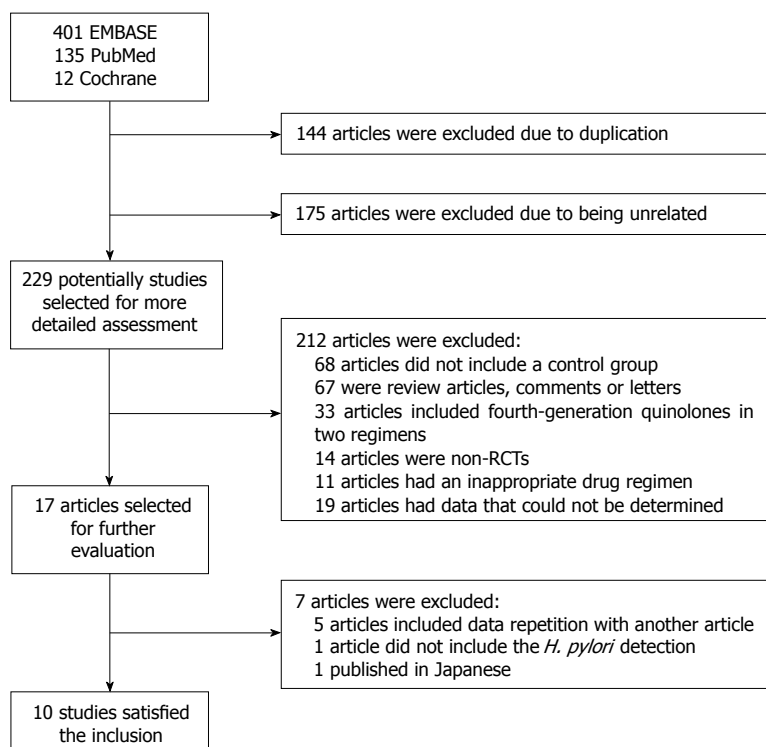 401 EMBASE
135 PubMed
12 Cochrane
144 articles were excluded due to duplication
175 articles were excluded due to being unrelated
229 potentially studies
selected for more
detailed assessment
212 articles were excluded:
68 articles did not include a control group
67 were review articles, comments or letters
33 articles included fourth-generation quinolones in
two regimens
14 articles were non-RCTs
11 articles had an inappropriate drug regimen
19 articles had data that could not be determined
17 articles selected
for further
evaluation
7 articles were excluded:
5 articles included data repetition with another article
1 article did not include the H. pylori detection
1 published in Japanese
10 studies satisfied
the inclusion